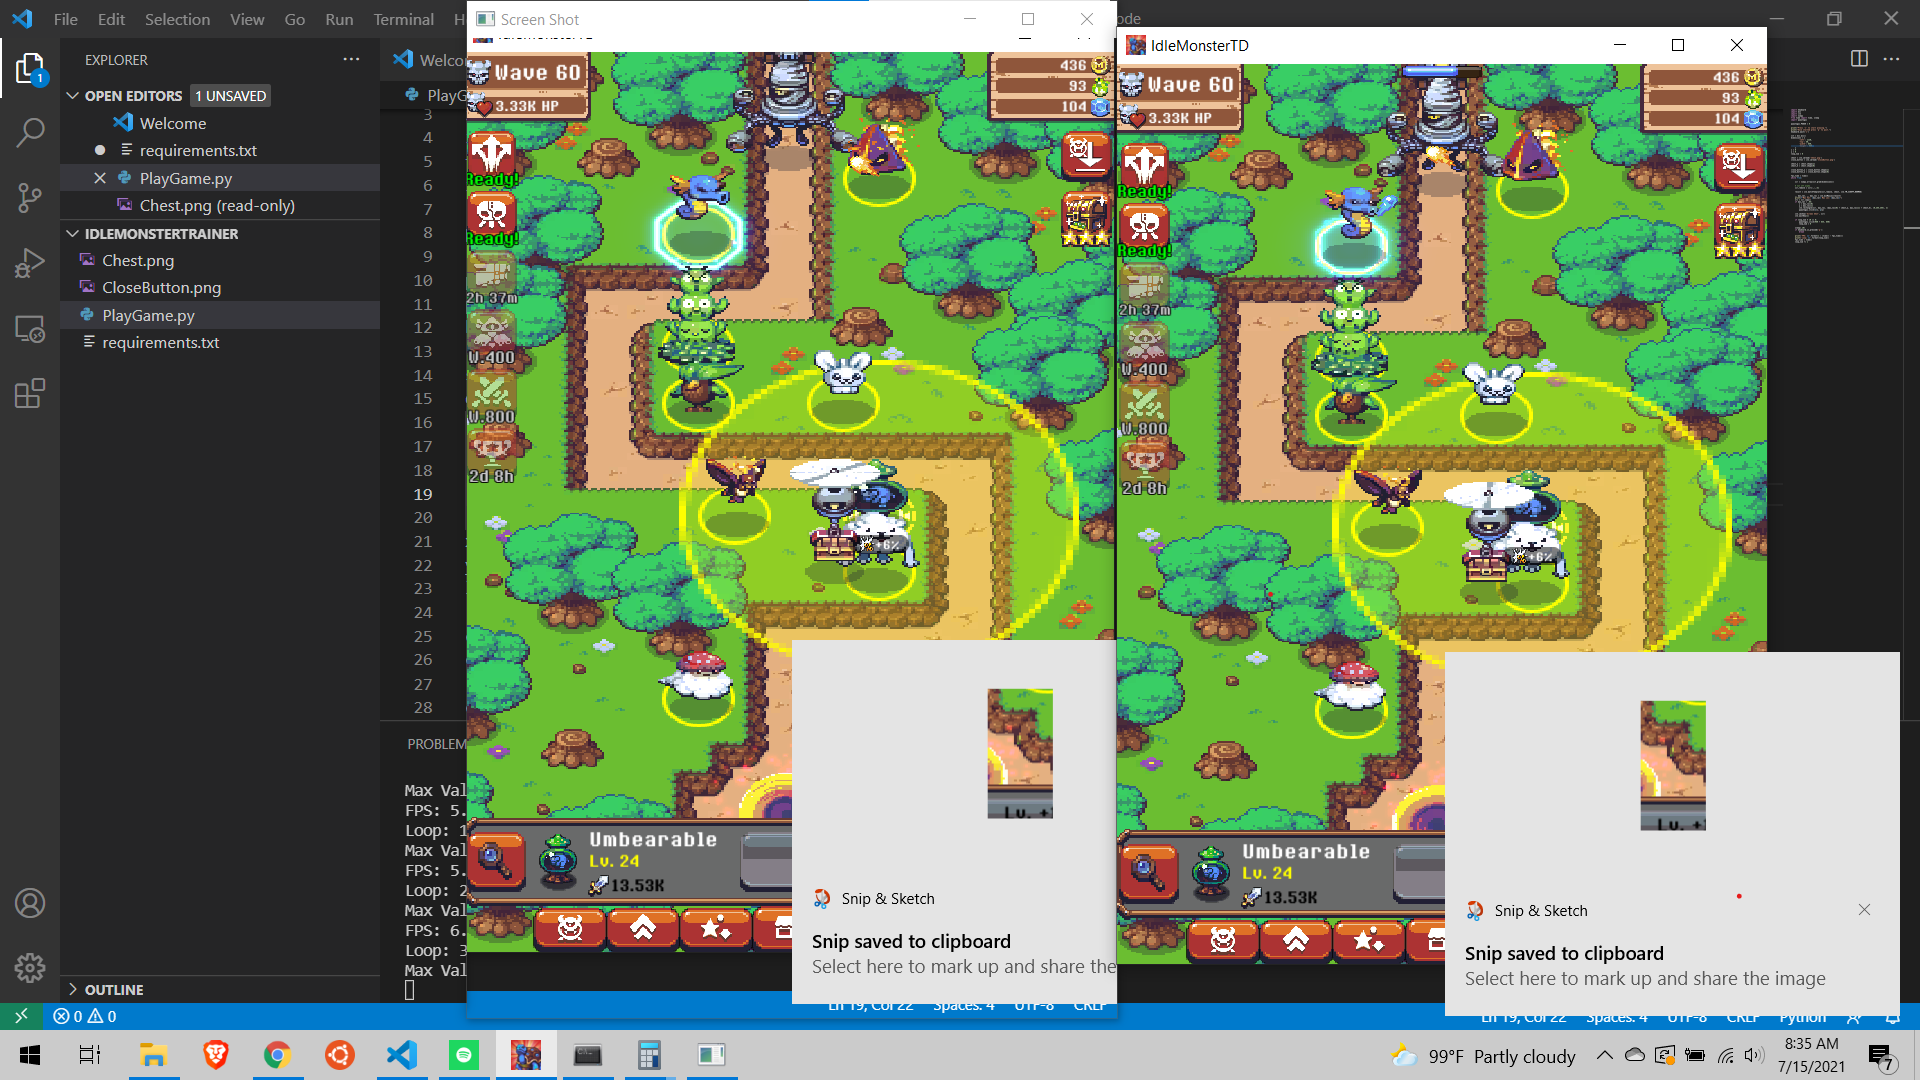 File Edit Selection View Go Run Terminal H
Screen Shot
ode
EXPLORER
OPEN EDITORS 1 UNSAVED
Welcome
requirements.txt
PlayGame.py
Chest.png (read-only)
IDLEMONSTERTRAINER
Chest.png
CloseButton.png
PlayGame.py
requirements.txt
OUTLINE
1
Welco
PlayG
3
4
5
6
7
8
9
10
11
12
13
14
15
16
17
18
19
20
21
22
23
24
25
26
27
28
PROBLEM
Max Val
FPS: 5.
Loop: 1
Max Val
FPS: 5.
Loop: 2
Max Val
FPS: 6.
Loop: 3
Max Val
IdleMonsterTD
Wave 60
3.33K HP
436
93
104
Ready!
Ready!
2h 37m
W.400
W.800
2d 8h
+6%
Umbearable
Lv. 24
13.53K
Lv. +
Snip & Sketch
Snip saved to clipboard
Select here to mark up and share the
Ln 19, Col 22 Spaces: 4 UTF-8 CRLF
IdleMonsterTD
Wave 60
3.33K HP
436
93
104
Ready!
Ready!
2h 37m
W.400
W.800
2d 8h
+6%
Umbearable
Lv. 24
13.53K
Lv. +
Snip & Sketch
Snip saved to clipboard
Select here to mark up and share the image
Ln 19, Col 22 Spaces: 4 UTF-8 CRLF Python
0 0
99°F Partly cloudy
8:35 AM
7/15/2021
7